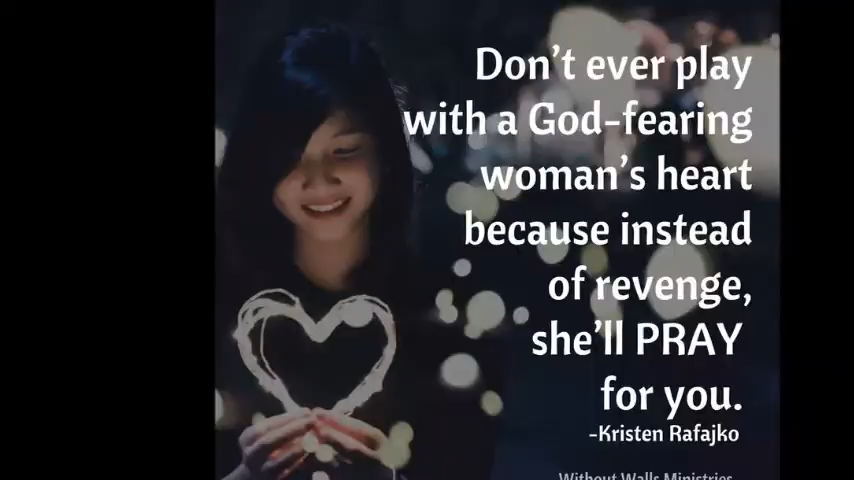 Don't ever play
with a God-fearing
woman's heart
because instead
of revenge,
she'll PRAY
for you.
-Kristen Rafajko
Without Walls Ministries